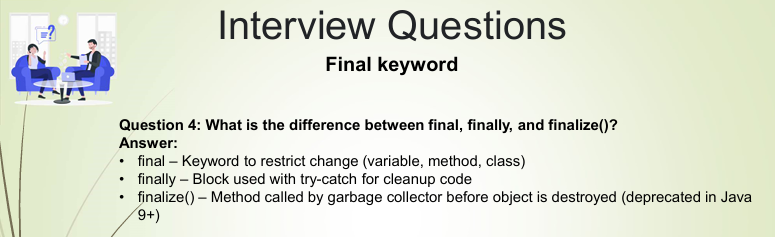 Interview Questions
Final keyword
?
Question 4: What is the difference between final, finally, and finalize()?
Answer:
• final – Keyword to restrict change (variable, method, class)
• finally – Block used with try-catch for cleanup code
• finalize() – Method called by garbage collector before object is destroyed (deprecated in Java
9+)